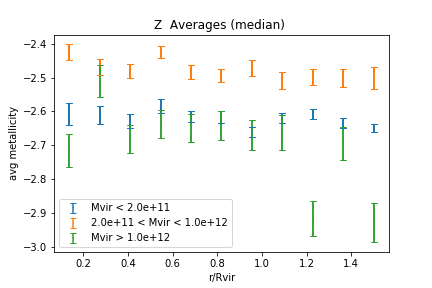 Z  Averages (median)
avg metallicity
−2.4
−2.5
−2.6
−2.7
−2.8
−2.9
−3.0
Mvir < 2.0e+11
2.0e+11 < Mvir < 1.0e+12
Mvir > 1.0e+12
0.2 0.4 0.6 0.8 1.0 1.2 1.4
r/Rvir